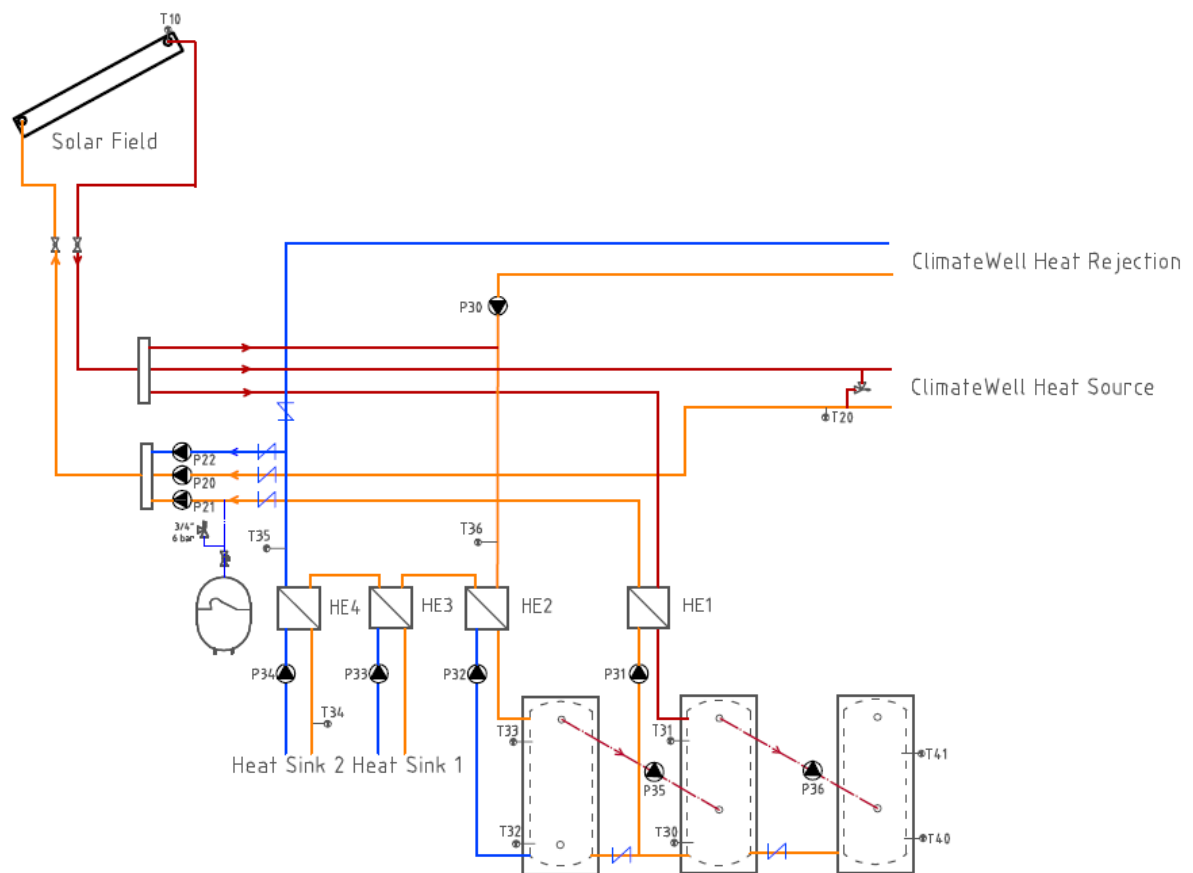 T10
Solar Field
ClimateWell Heat Rejection
P30
ClimateWell Heat Source
T20
P22
P20
P21
3/4"
6 bar
T35
T36
HE4
HE3
HE2
HE1
P34
P33
P32
P31
T34
T33
T31
T41
Heat Sink 2
Heat Sink 1
P35
P36
T32
T30
T40